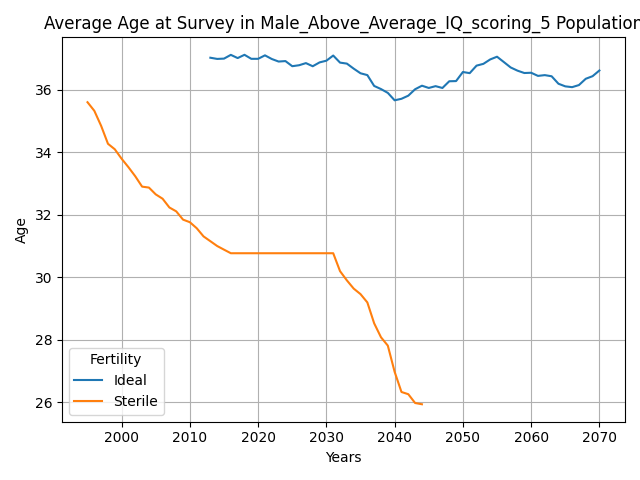 Average Age at Survey in Male_Above_Average_IQ_scoring_5 Population
Age
36
34
32
30
28
26
Fertility
Ideal
Sterile
2000 2010 2020 2030 2040 2050 2060 2070
Years